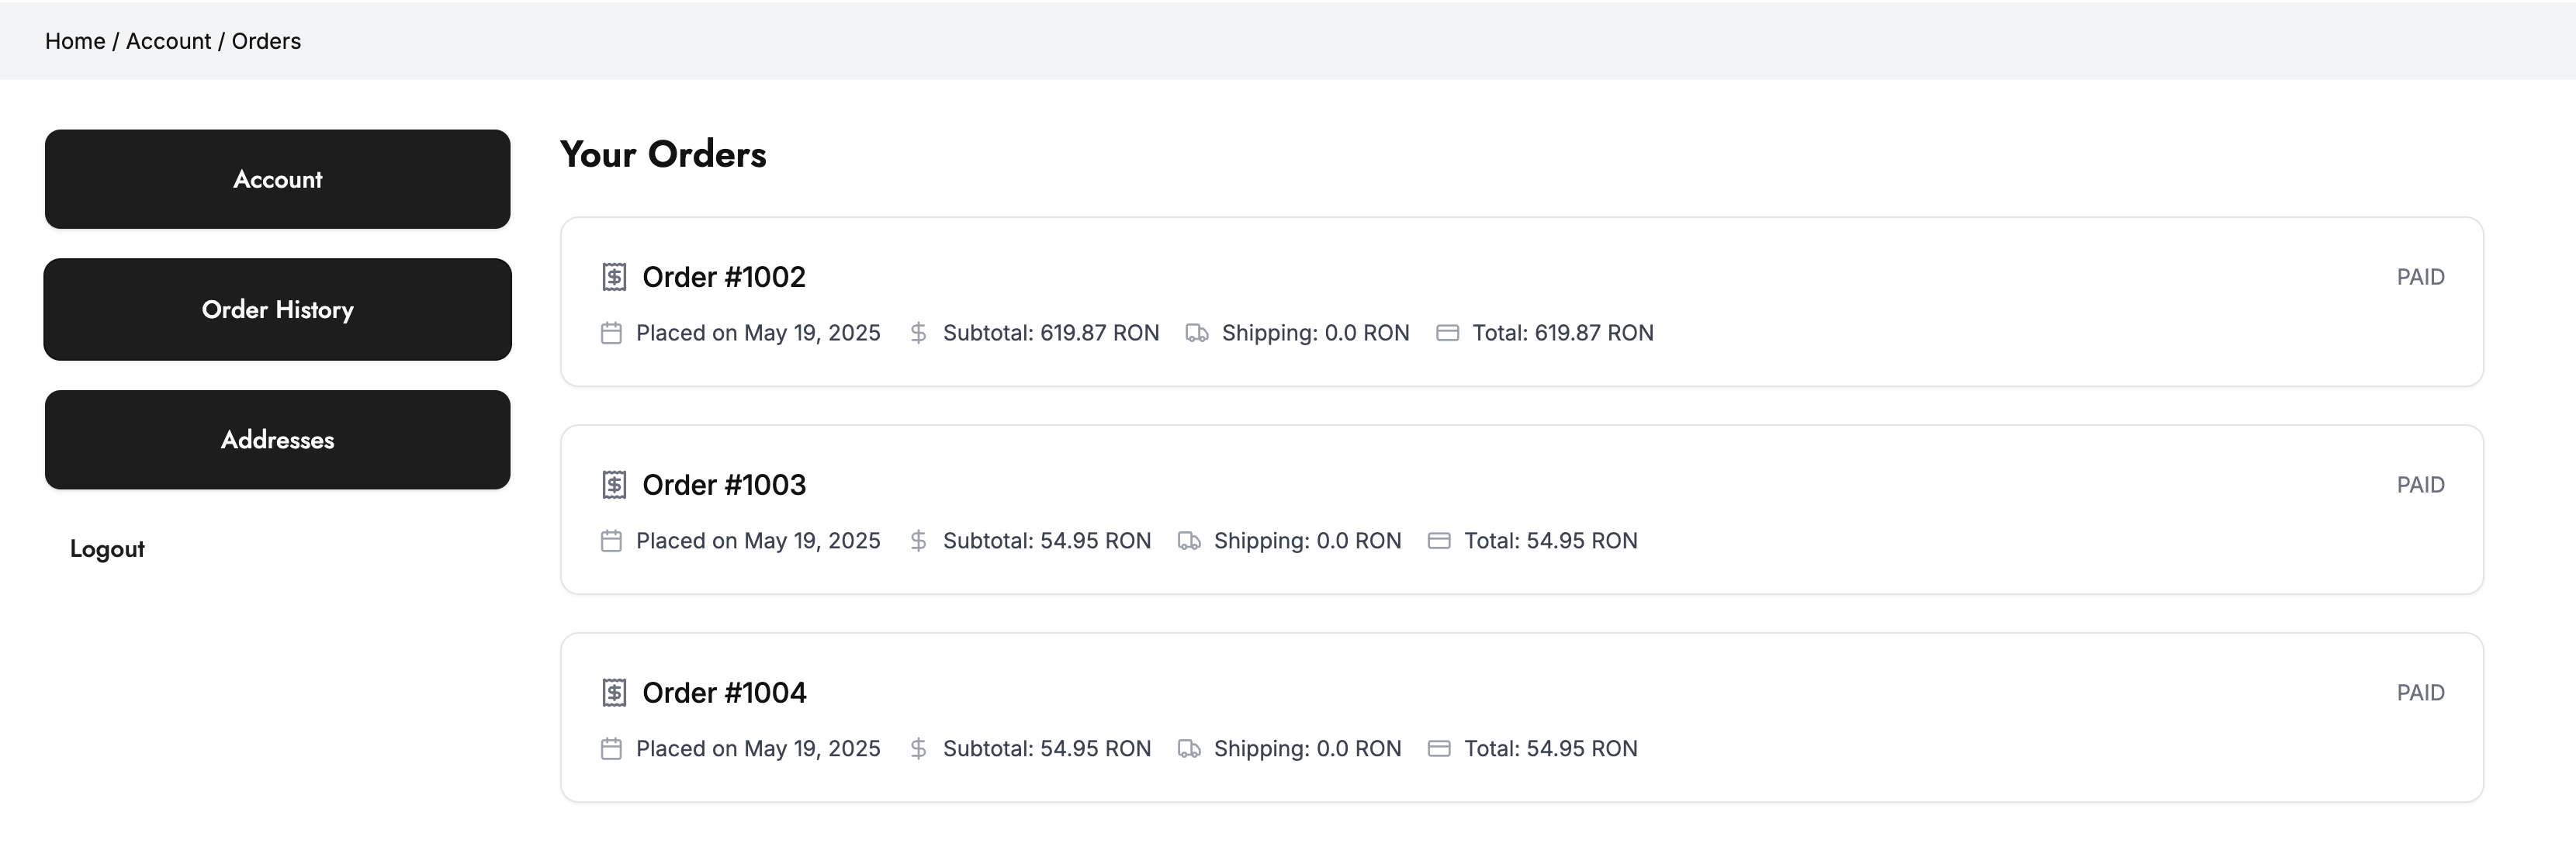 Home / Account / Orders
Account
Order History
Addresses
Logout
Your Orders
Order #1002
PAID
Placed on May 19, 2025 Subtotal: 619.87 RON Shipping: 0.0 RON Total: 619.87 RON
Order #1003
PAID
Placed on May 19, 2025 Subtotal: 54.95 RON Shipping: 0.0 RON Total: 54.95 RON
Order #1004
PAID
Placed on May 19, 2025 Subtotal: 54.95 RON Shipping: 0.0 RON Total: 54.95 RON